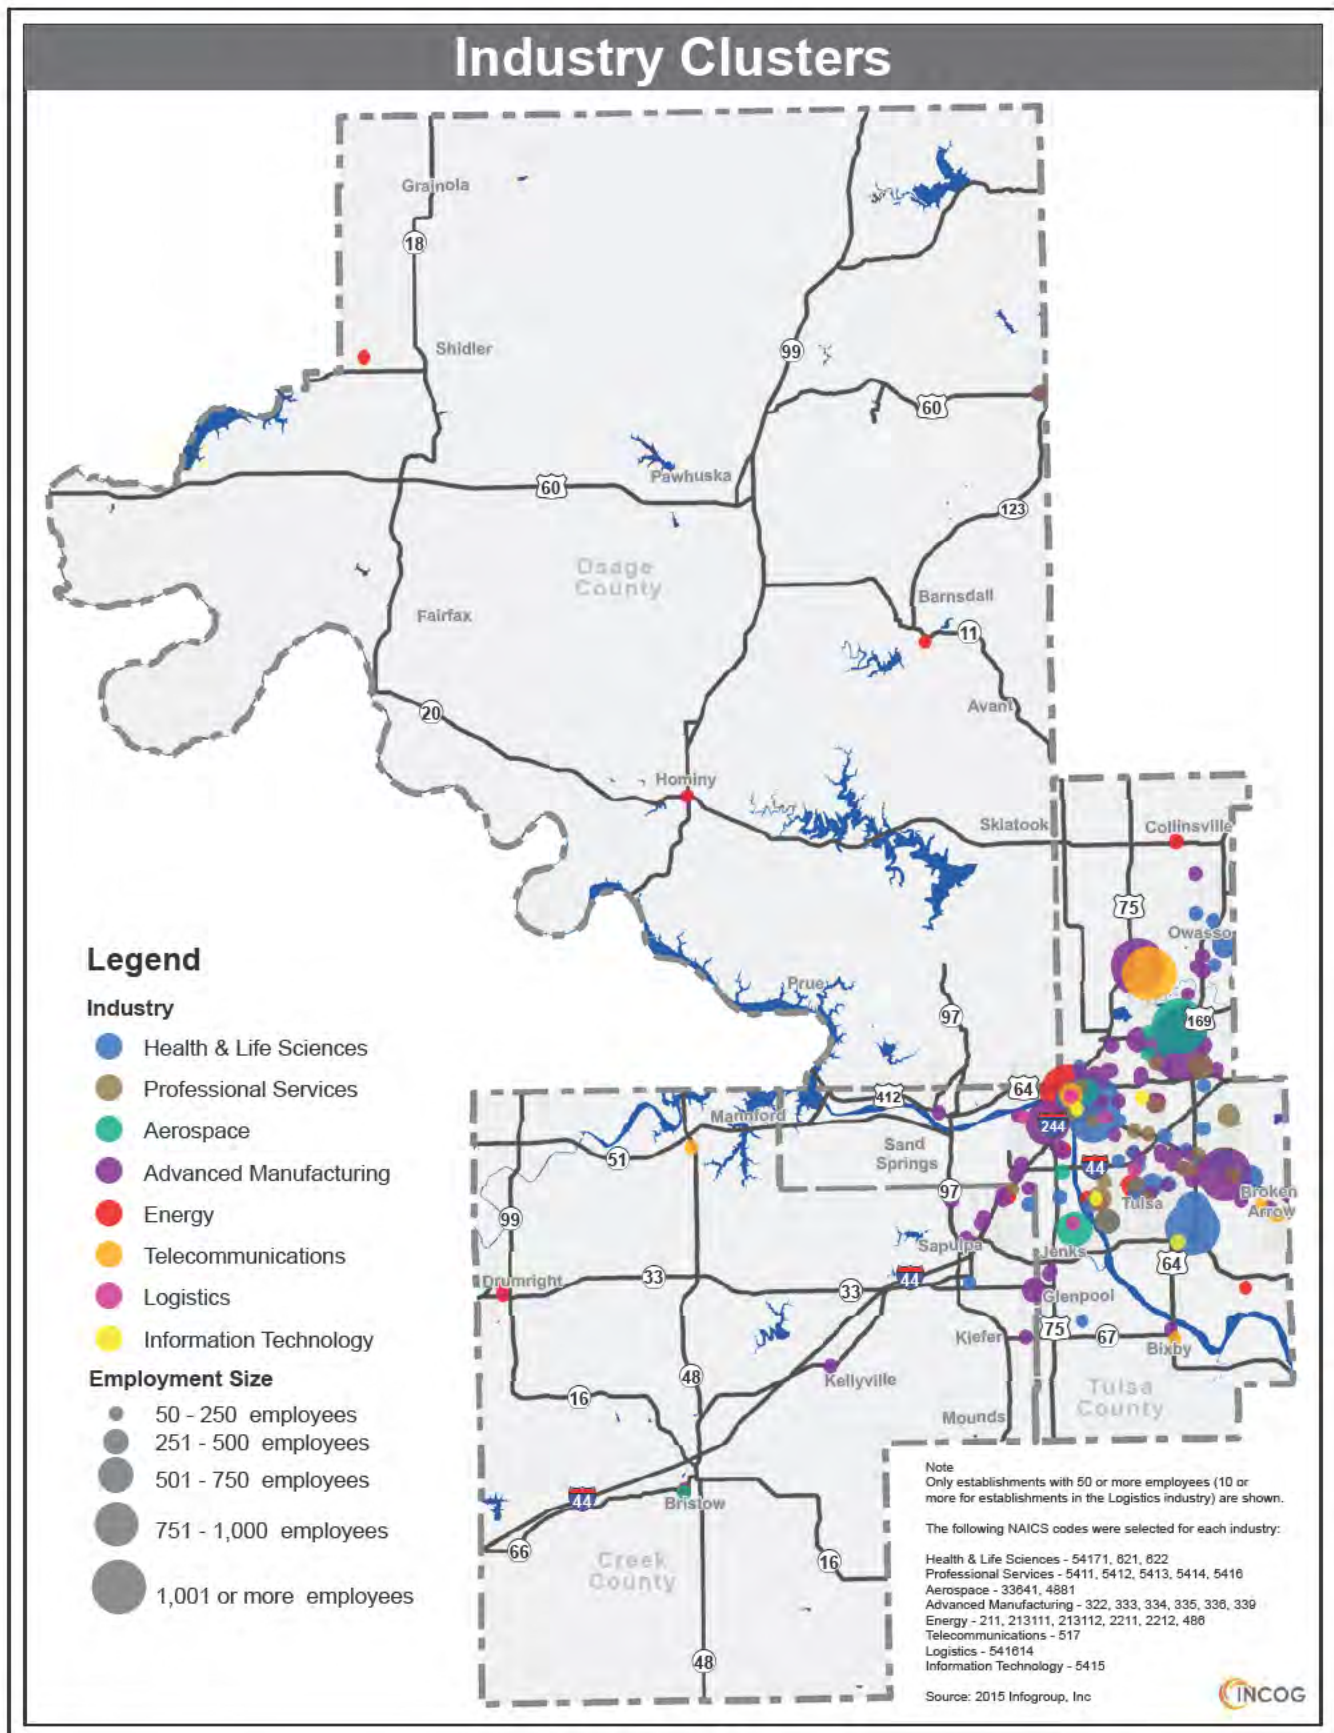 Industry Clusters
Grainola
18
Shidler
99
60
60
Pawhuska
123
Osage
County
Barnsdall
Fairfax
11
20
Avant
Hominy
Skiatook
Collinsville
75
Owasso
Prue
97
169
64
412
Mannford
244
Sand
Springs
51
44
97
Tulsa
Broken
Arrow
99
Sapulpa
Jenks
64
Drumright
33
44
33
Glenpool
Kiefer
75
67
Bixby
48
Kellyville
16
Tulsa
County
Mounds
44
Bristow
66
16
Creek
County
48
Legend
Industry
Health & Life Sciences
Professional Services
Aerospace
Advanced Manufacturing
Energy
Telecommunications
Logistics
Information Technology
Employment Size
50 - 250 employees
251 - 500 employees
501 - 750 employees
751 - 1,000 employees
1,001 or more employees
Note
Only establishments with 50 or more employees (10 or
more for establishments in the Logistics industry) are shown.
The following NAICS codes were selected for each industry:
Health & Life Sciences - 54171, 621, 622
Professional Services - 5411, 5412, 5413, 5414, 5416
Aerospace - 33641, 4881
Advanced Manufacturing - 322, 333, 334, 335, 336, 339
Energy - 211, 213111, 213112, 2211, 2212, 486
Telecommunications - 517
Logistics - 541614
Information Technology - 5415
Source: 2015 Infogroup, Inc
INCOG